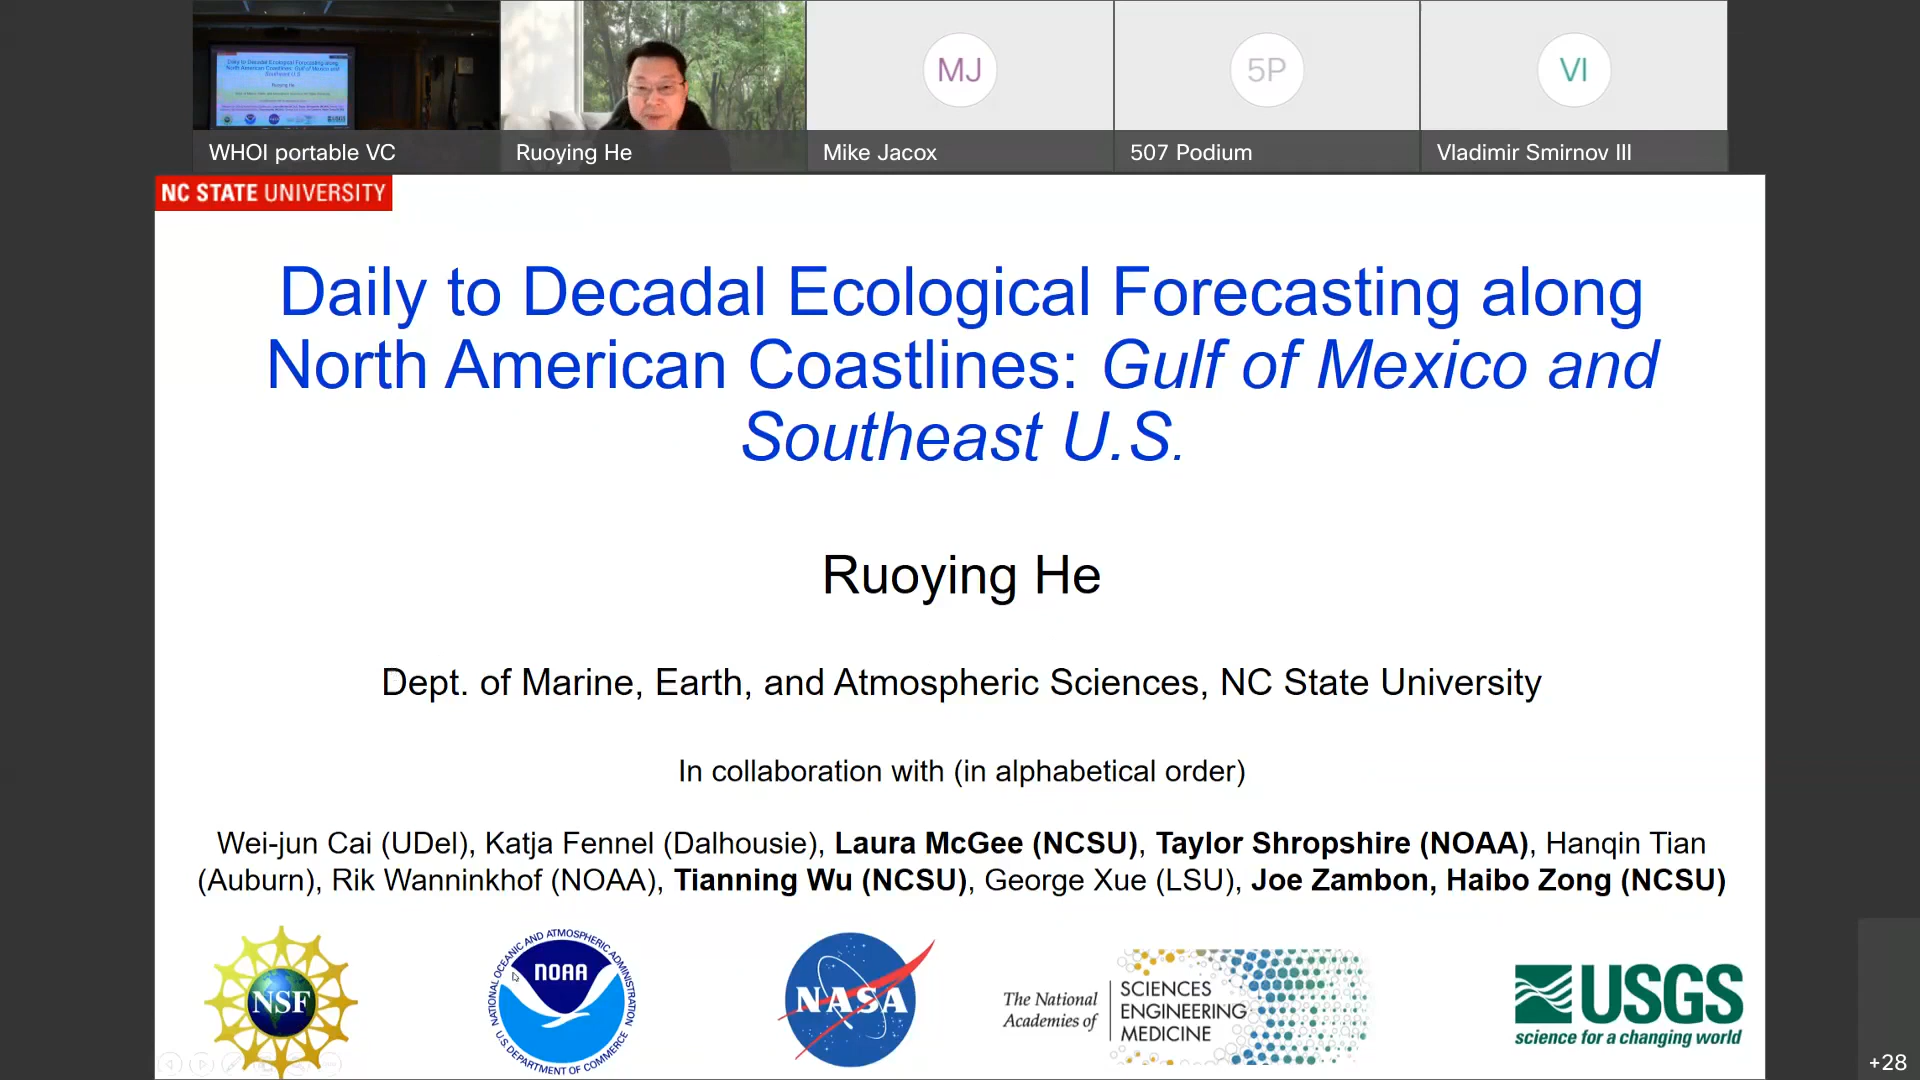 MJ
5P
VI
WHOI portable VC
Ruoying He
Mike Jacox
507 Podium
Vladimir Smirnov III
NC STATE UNIVERSITY
Daily to Decadal Ecological Forecasting along
North American Coastlines: Gulf of Mexico and
Southeast U.S.
Ruoying He
Dept. of Marine, Earth, and Atmospheric Sciences, NC State University
In collaboration with (in alphabetical order)
Wei-jun Cai (UDel), Katja Fennel (Dalhousie), Laura McGee (NCSU), Taylor Shropshire (NOAA), Hanqin Tian
(Auburn), Rik Wanninkhof (NOAA), Tianning Wu (NCSU), George Xue (LSU), Joe Zambon, Haibo Zong (NCSU)
NSF
NATIONAL OCEANIC AND ATMOSPHERIC ADMINISTRATION
NOAA
U.S. DEPARTMENT OF COMMERCE
NASA
The National
Academies of
SCIENCES
ENGINEERING
MEDICINE
USGS
science for a changing world
+28